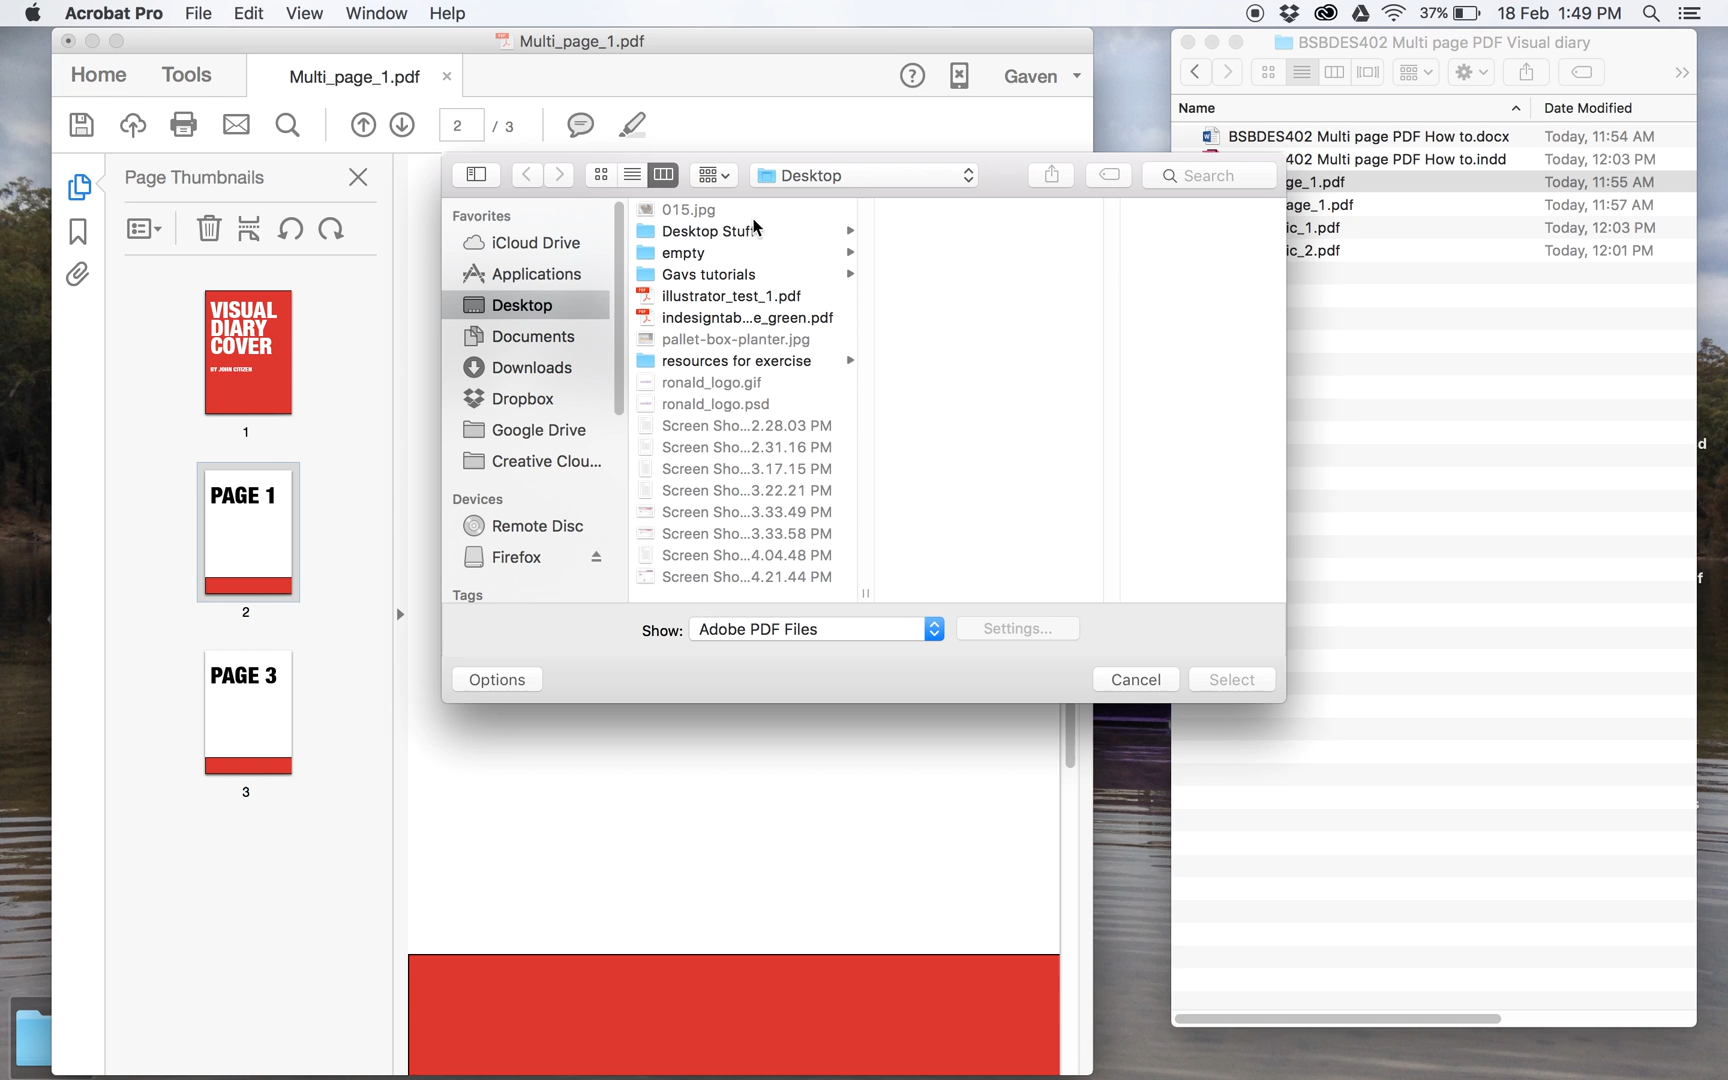 Acrobat Pro File Edit View Window Help
37% 18 Feb 1:49 PM
Multi_page_1.pdf
Home Tools Multi_page_1.pdf × Gaven
2 / 3
Page Thumbnails
VISUAL
DIARY
COVER
BY JOHN CITIZEN
1
PAGE 1
2
PAGE 3
3
Desktop
Search
Favorites
iCloud Drive
Applications
Desktop
Documents
Downloads
Dropbox
Google Drive
Creative Clou...
Devices
Remote Disc
Firefox
Tags
015.jpg
Desktop Stuff
empty
Gavs tutorials
illustrator_test_1.pdf
indesigntab...e_green.pdf
pallet-box-planter.jpg
resources for exercise
ronald_logo.gif
ronald_logo.psd
Screen Sho...2.28.03 PM
Screen Sho...2.31.16 PM
Screen Sho...3.17.15 PM
Screen Sho...3.22.21 PM
Screen Sho...3.33.49 PM
Screen Sho...3.33.58 PM
Screen Sho...4.04.48 PM
Screen Sho...4.21.44 PM
Show: Adobe PDF Files Settings...
Options Cancel Select
BSBDES402 Multi page PDF Visual diary
Name Date Modified
BSBDES402 Multi page PDF How to.docx Today, 11:54 AM
402 Multi page PDF How to.indd Today, 12:03 PM
ge_1.pdf Today, 11:55 AM
age_1.pdf Today, 11:57 AM
ic_1.pdf Today, 12:03 PM
ic_2.pdf Today, 12:01 PM
d
f